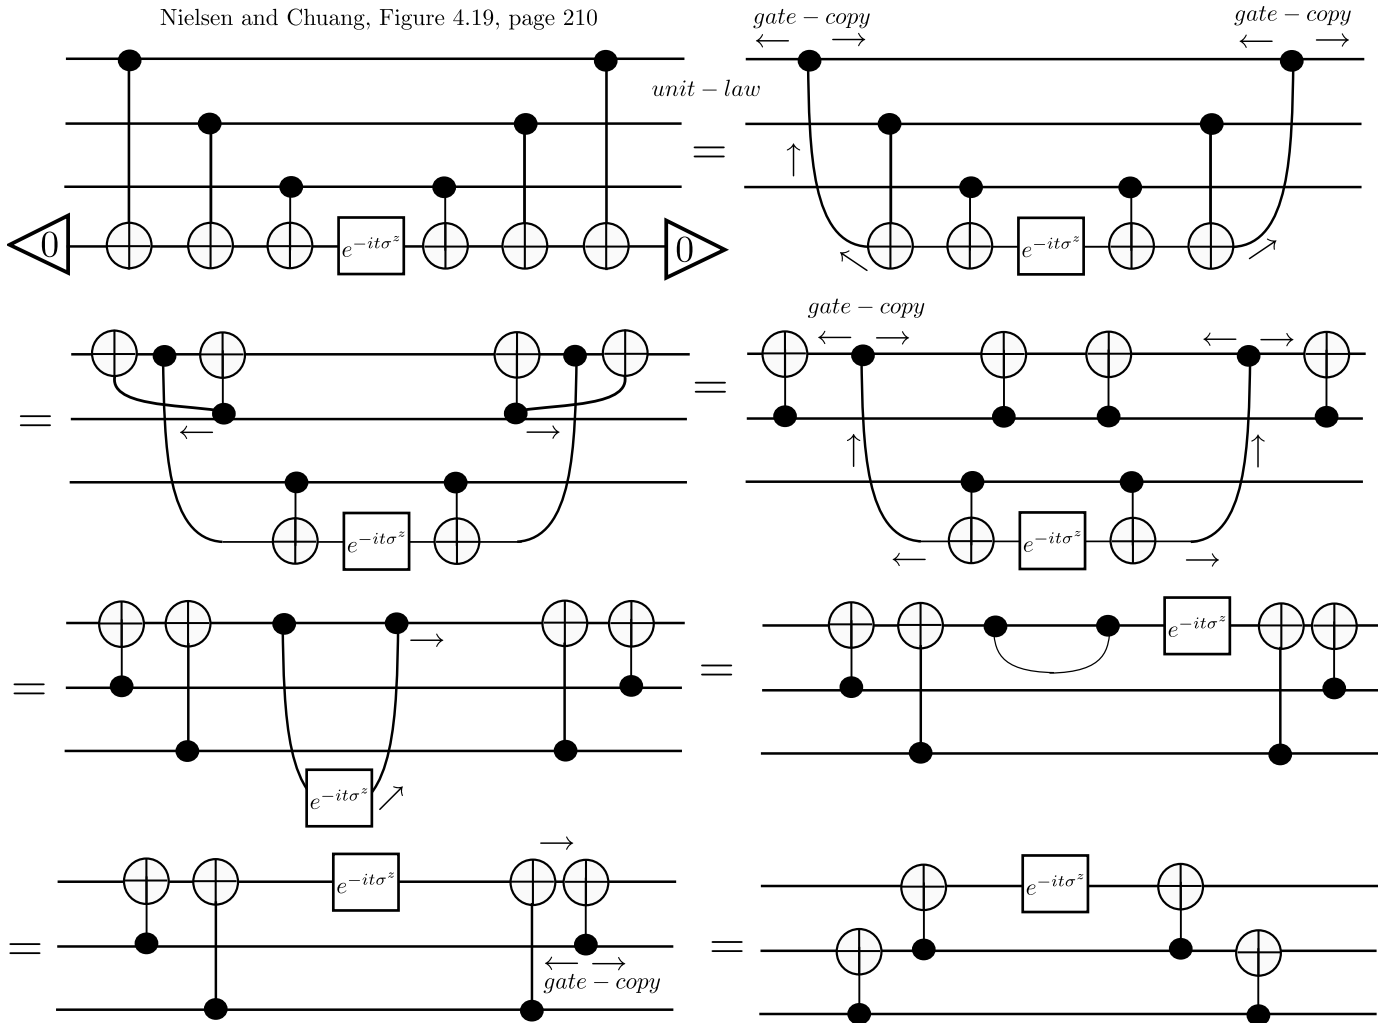 Nielsen and Chuang, Figure 4.19, page 210
gate − copy
← →
gate − copy
← →
unit − law
=
↑
0
e^{-itσ^z}
0
↖
e^{-itσ^z}
↗
gate − copy
← →
← →
=
=
← →
↑
↑
e^{-itσ^z}
←
e^{-itσ^z}
→
=
→
e^{-itσ^z}
↗
=
e^{-itσ^z}
=
e^{-itσ^z}
→
← →
gate − copy
=
e^{-itσ^z}